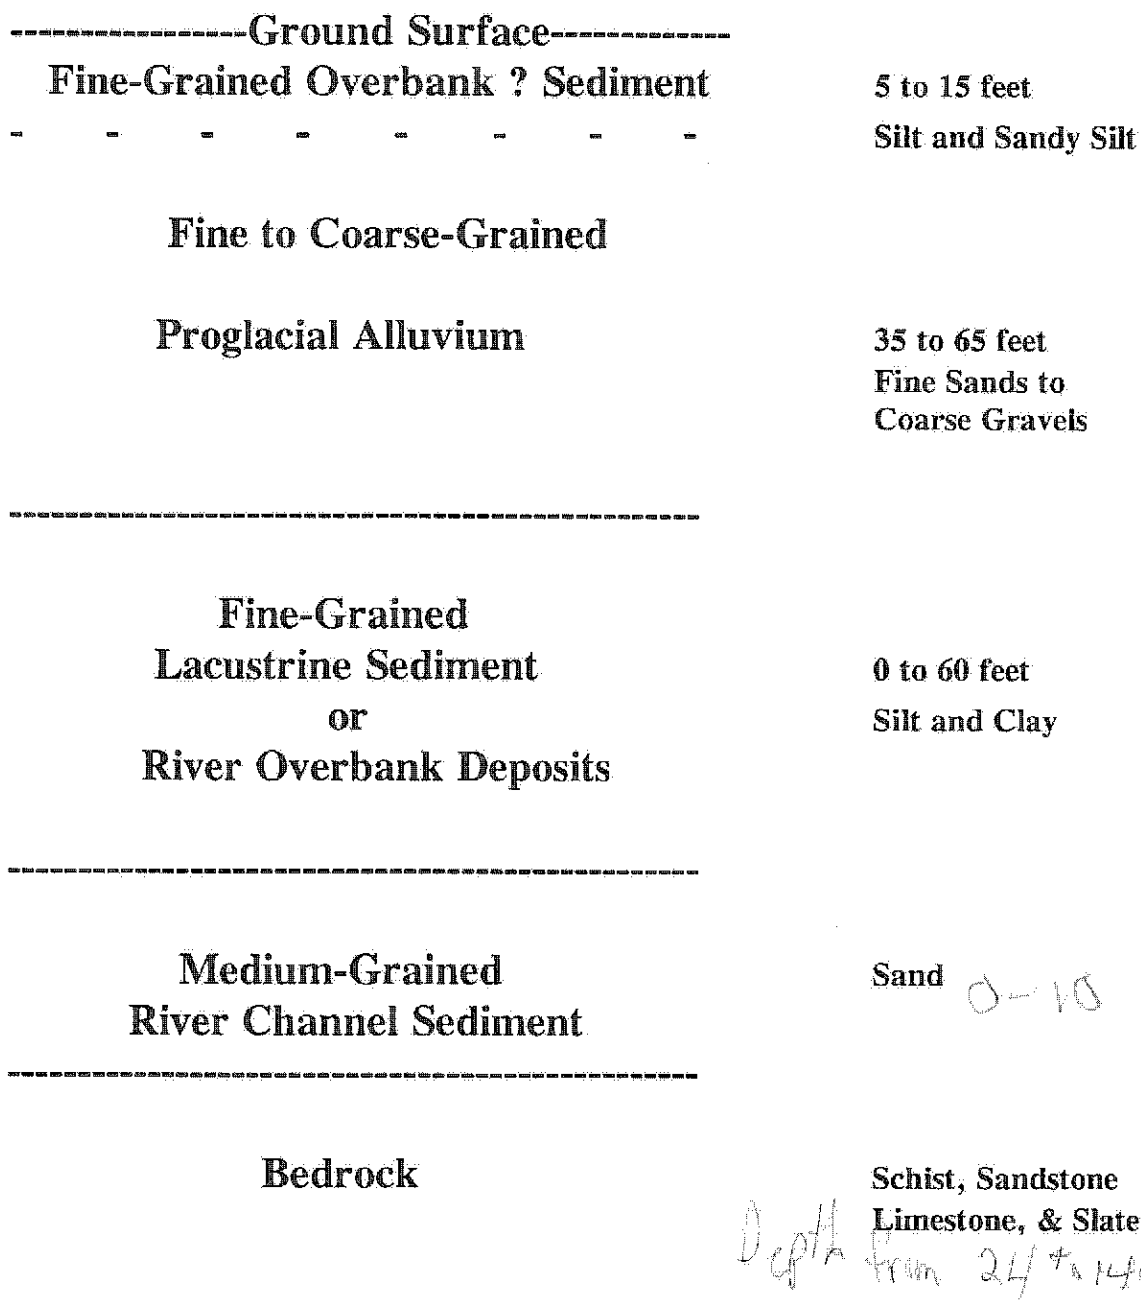 -----------------Ground Surface-------------
Fine-Grained Overbank ? Sediment
5 to 15 feet
- - - - - - - -
Silt and Sandy Silt
Fine to Coarse-Grained
Proglacial Alluvium
35 to 65 feet
Fine Sands to
Coarse Gravels
Fine-Grained
Lacustrine Sediment
0 to 60 feet
or
Silt and Clay
River Overbank Deposits
Medium-Grained
Sand 0-10
River Channel Sediment
Bedrock
Schist, Sandstone
Limestone, & Slate
Depth from 24 to